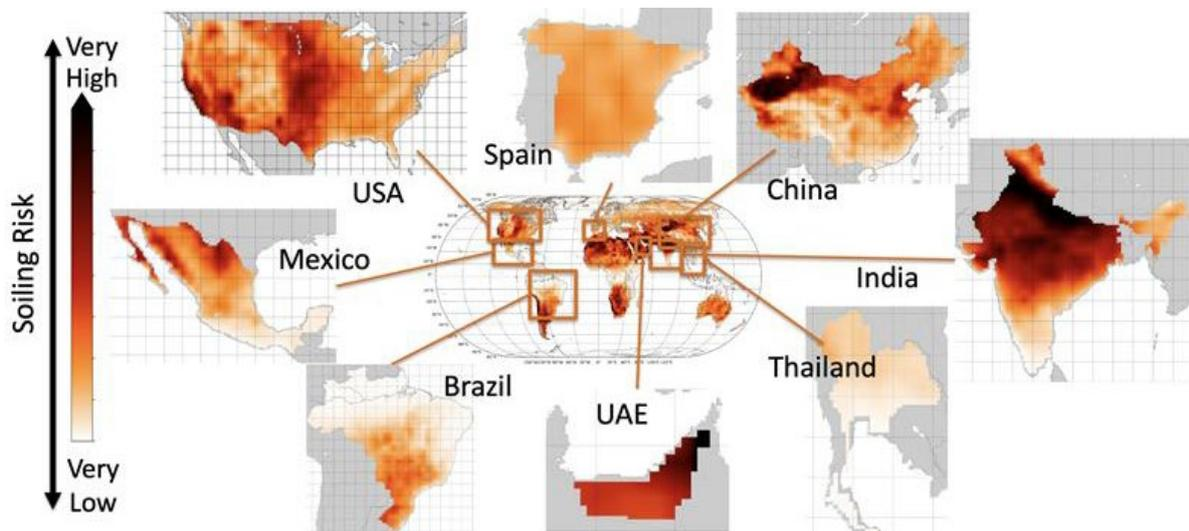 Very
High
Soiling Risk
Very
Low
USA
Spain
China
Mexico
India
Brazil
UAE
Thailand